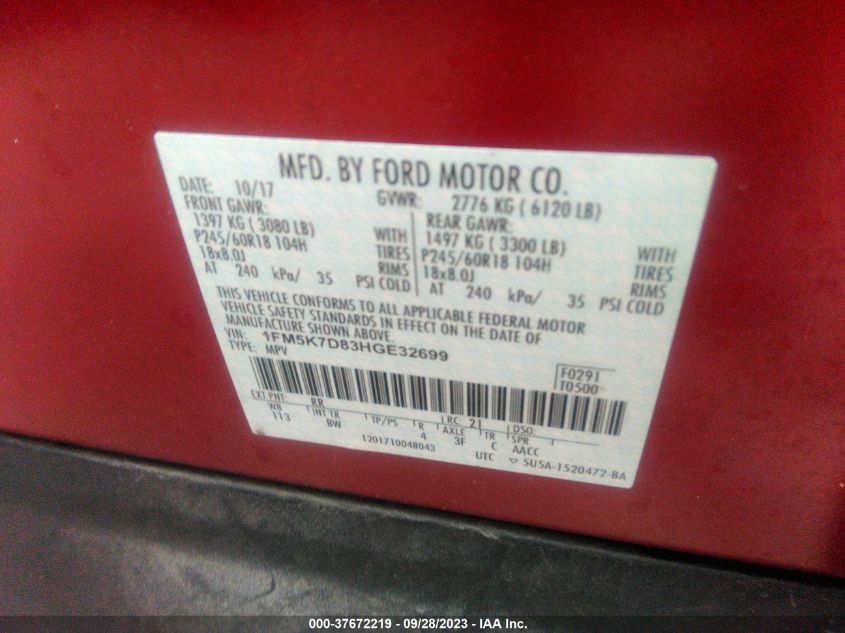 MFD. BY FORD MOTOR CO.
DATE: 10/17 GVWR: 2776 KG ( 6120 LB)
FRONT GAWR: REAR GAWR:
1397 KG ( 3080 LB) WITH 1497 KG ( 3300 LB) WITH
P245/60R18 104H TIRES P245/60R18 104H TIRES
18x8.0J RIMS 18x8.0J RIMS
AT 240 kPa/ 35 PSI COLD AT 240 kPa/ 35 PSI COLD
THIS VEHICLE CONFORMS TO ALL APPLICABLE FEDERAL MOTOR
VEHICLE SAFETY STANDARDS IN EFFECT ON THE DATE OF
MANUFACTURE SHOWN ABOVE.
VIN: 1FM5K7D83HGE32699
TYPE: MPV
F0291
T0500
EXT PNT: RR LRC: 21 DSO:
WB INT TR TP/PS R AXLE TR SPR
113 BW 4 3F C AACC
1201710048043 UTC ▽ SU5A-1520472-BA
000-37672219 - 09/28/2023 - IAA Inc.